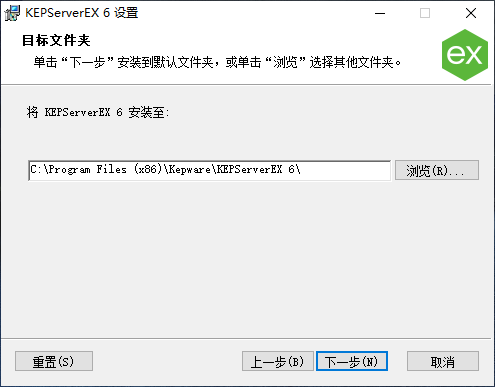 KEPServerEX 6 设置
目标文件夹
单击“下一步”安装到默认文件夹，或单击“浏览”选择其他文件夹。
ex
将 KEPServerEX 6 安装至:
C:\Program Files (x86)\Kepware\KEPServerEX 6\
浏览(R)...
重置(S)
上一步(B)
下一步(N)
取消